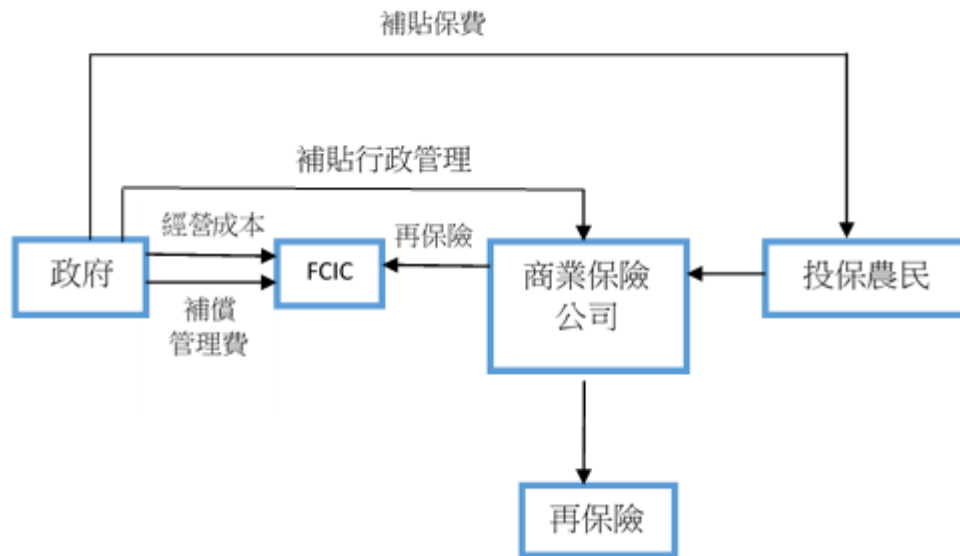 補貼保費
補貼行政管理
經營成本
再保險
政府
FCIC
商業保險
公司
投保農民
補償
管理費
再保險